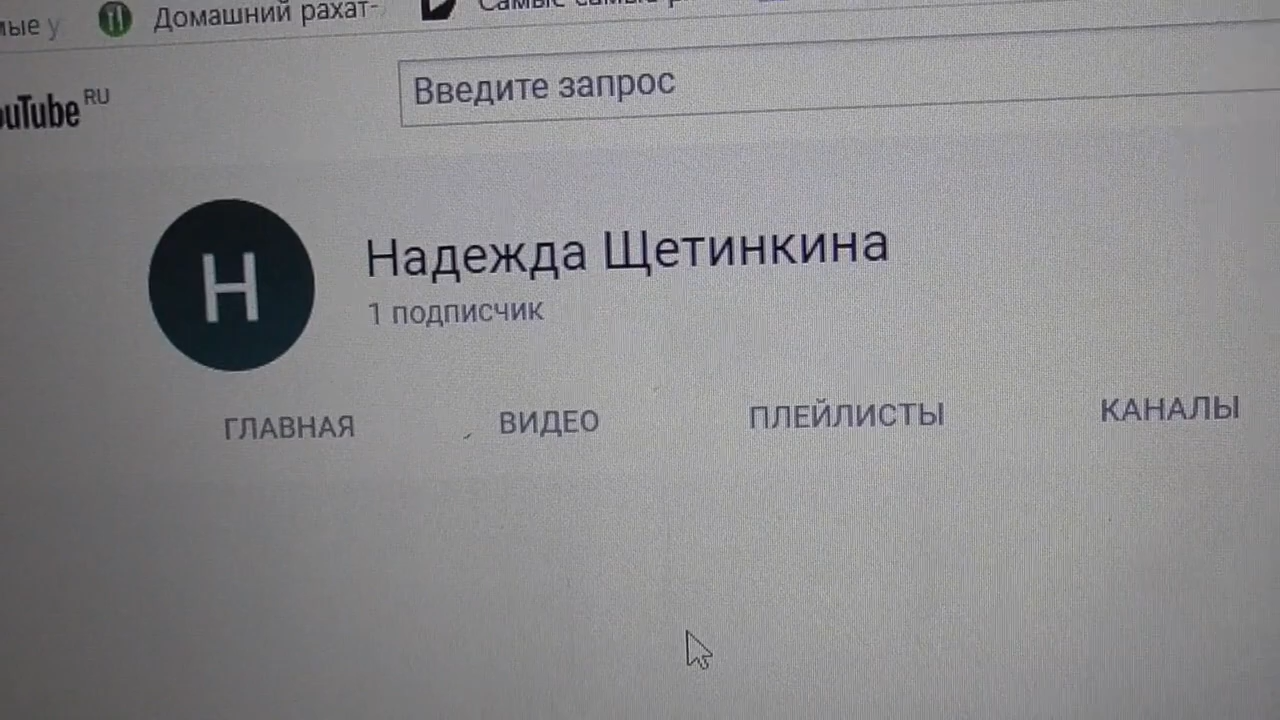 Домашний рахат-
RU
Введите запрос
Н
Надежда Щетинкина
1 подписчик
ГЛАВНАЯ ВИДЕО ПЛЕЙЛИСТЫ КАНАЛЫ